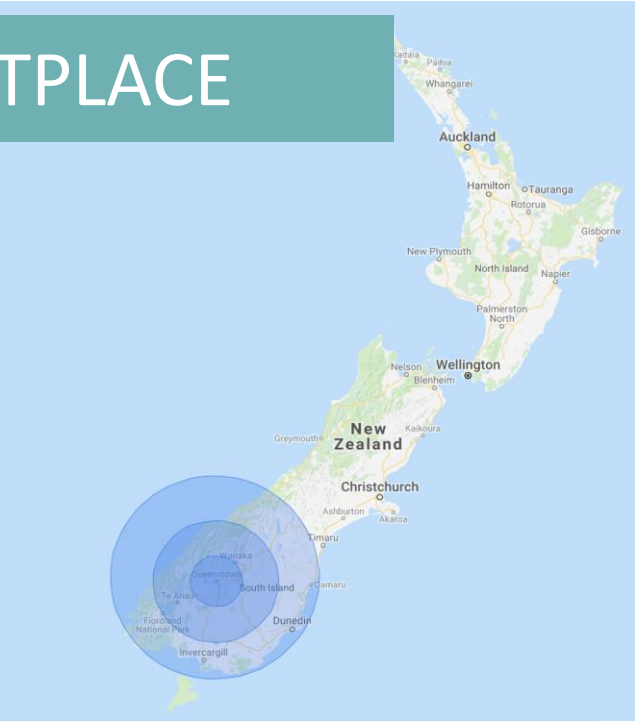 TPLACE
Kaitaia
Paihia
Whangarei
Auckland
Hamilton
Tauranga
Rotorua
Gisborne
New Plymouth
North Island
Napier
Palmerston
North
Nelson
Wellington
Blenheim
New
Zealand
Kaikoura
Greymouth
Christchurch
Ashburton
Akaroa
Timaru
Wanaka
Queenstown
South Island
Oamaru
Te Anau
Fiordland
National Park
Dunedin
Invercargill